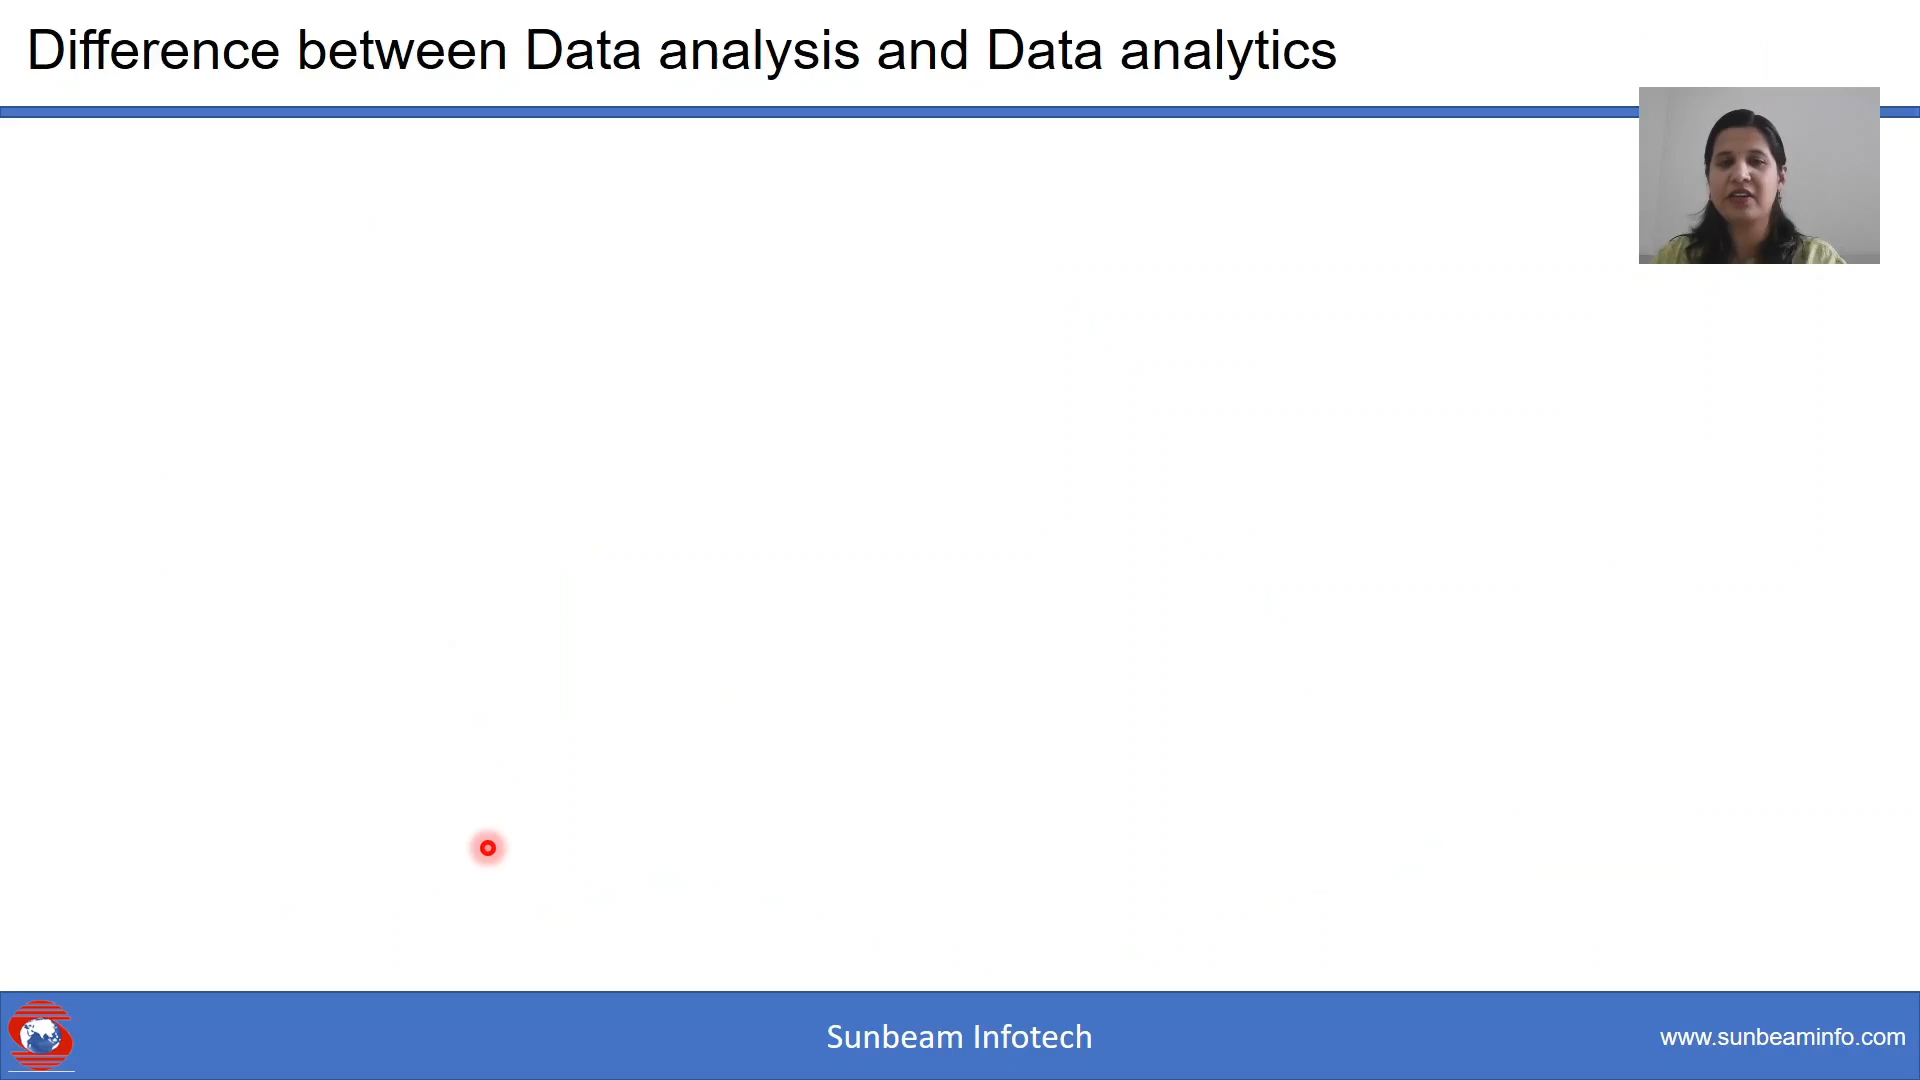 Difference between Data analysis and Data analytics
Sunbeam Infotech
www.sunbeaminfo.com